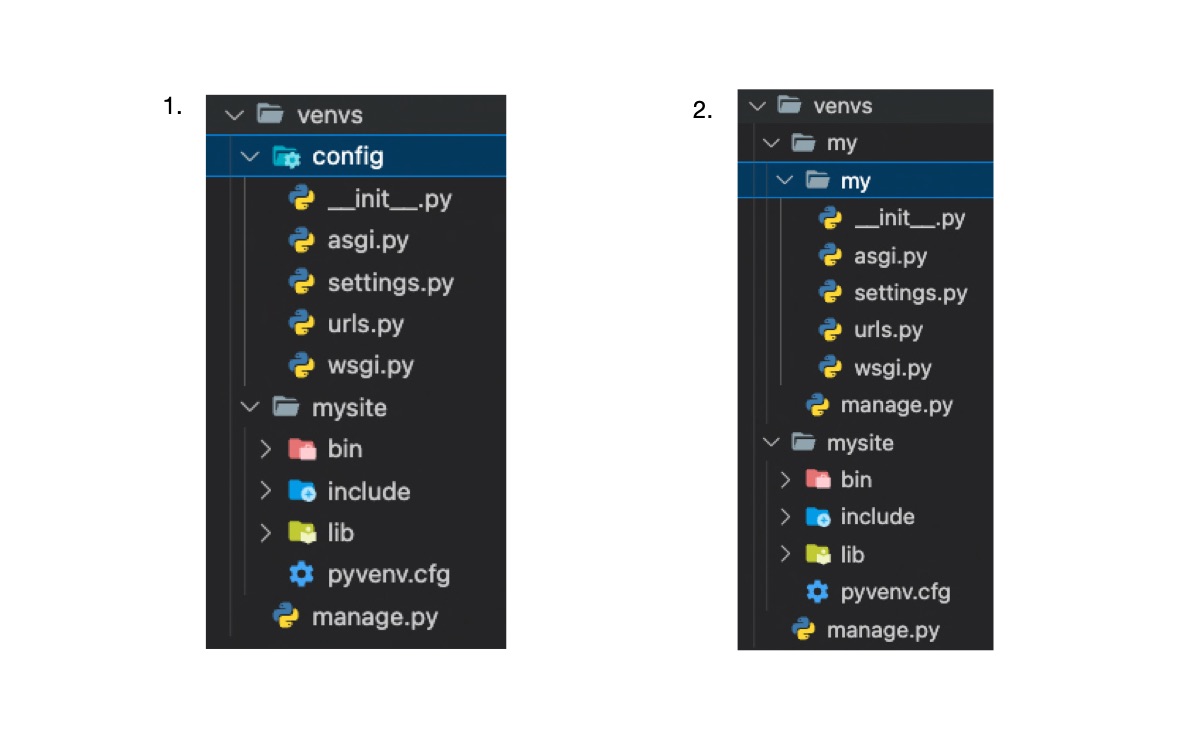 1.
venvs
config
__init__.py
asgi.py
settings.py
urls.py
wsgi.py
mysite
bin
include
lib
pyvenv.cfg
manage.py
2.
venvs
my
my
__init__.py
asgi.py
settings.py
urls.py
wsgi.py
manage.py
mysite
bin
include
lib
pyvenv.cfg
manage.py